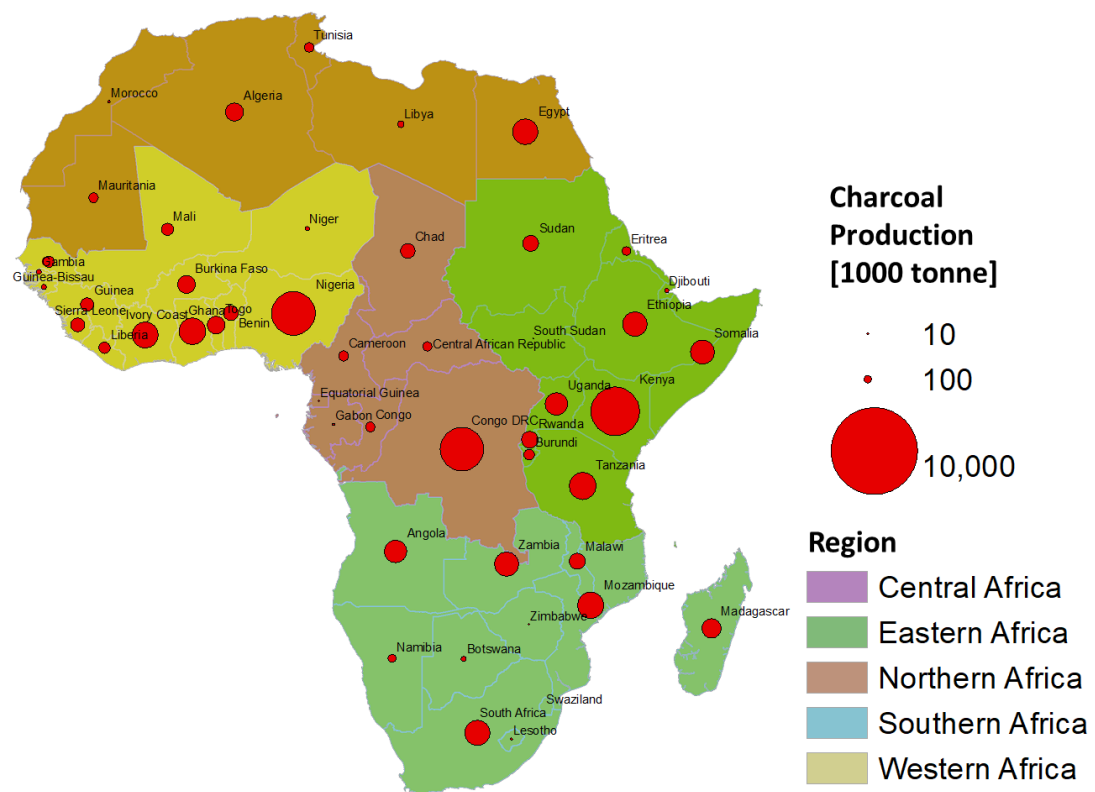 Tunisia
Morocco
Algeria
Libya
Egypt
Mauritania
Mali
Niger
Chad
Sudan
Eritrea
Gambia
Guinea-Bissau
Burkina Faso
Nigeria
Djibouti
Guinea
Ethiopia
Sierra Leone
Ivory Coast
Ghana
Togo
Benin
Liberia
South Sudan
Somalia
Cameroon
Central African Republic
Uganda
Kenya
Equatorial Guinea
Gabon
Congo
Congo DRC
Rwanda
Burundi
Tanzania
Angola
Zambia
Malawi
Mozambique
Madagascar
Zimbabwe
Namibia
Botswana
Swaziland
South Africa
Lesotho
Charcoal
Production
[1000 tonne]
10
100
10,000
Region
Central Africa
Eastern Africa
Northern Africa
Southern Africa
Western Africa